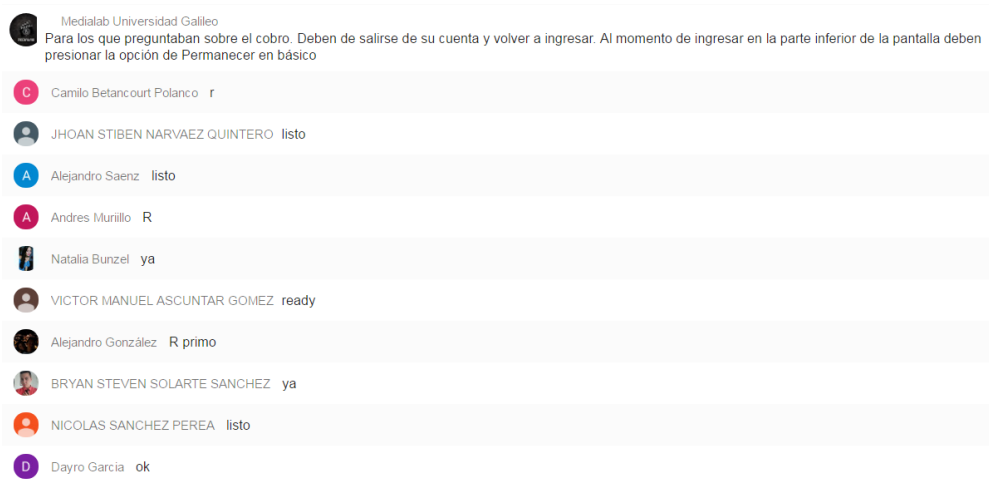 Medialab Universidad Galileo
Para los que preguntaban sobre el cobro. Deben de salirse de su cuenta y volver a ingresar. Al momento de ingresar en la parte inferior de la pantalla deben
presionar la opción de Permanecer en básico
C Camilo Betancourt Polanco r
JHOAN STIBEN NARVAEZ QUINTERO listo
A Alejandro Saenz listo
A Andres Muriillo R
Natalia Bunzel ya
VICTOR MANUEL ASCUNTAR GOMEZ ready
Alejandro González R primo
BRYAN STEVEN SOLARTE SANCHEZ ya
NICOLAS SANCHEZ PEREA listo
D Dayro Garcia ok